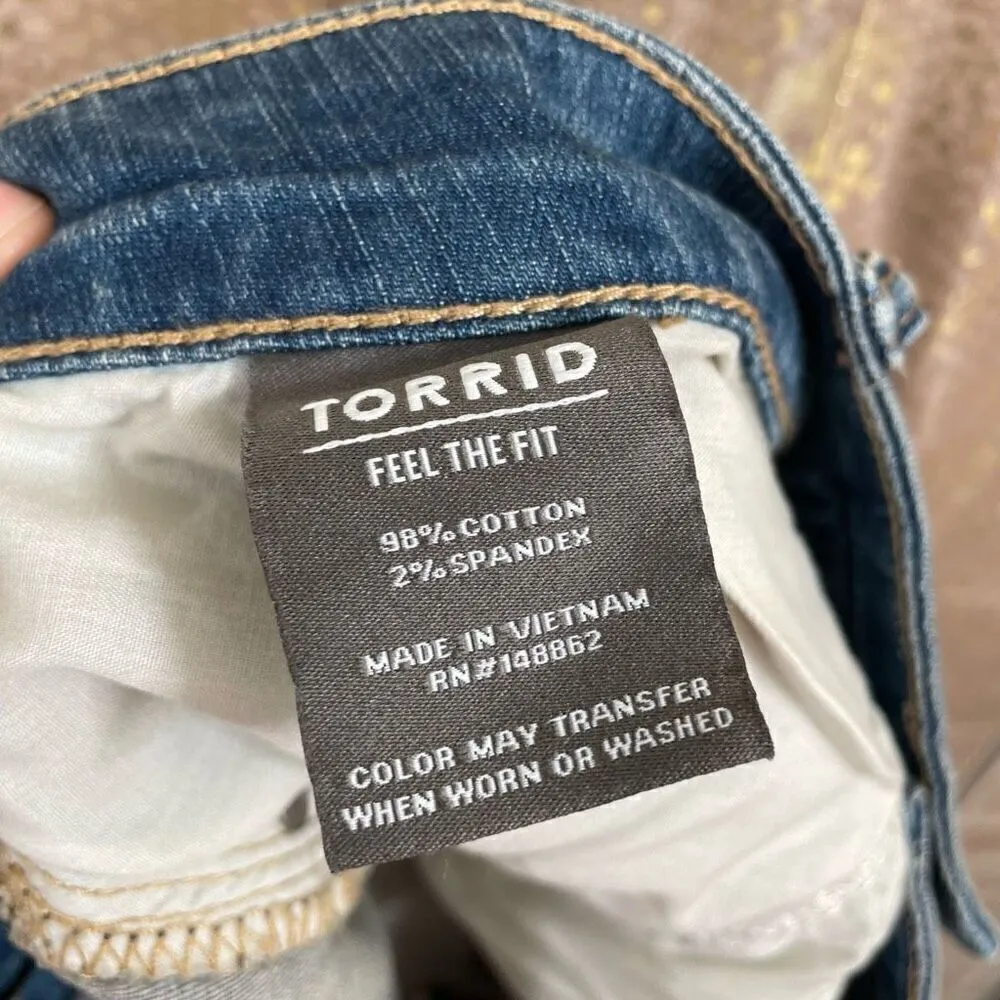 TORRID
FEEL THE FIT
98% COTTON
2% SPANDEX
MADE IN VIETNAM
RN#148862
COLOR MAY TRANSFER
WHEN WORN OR WASHED